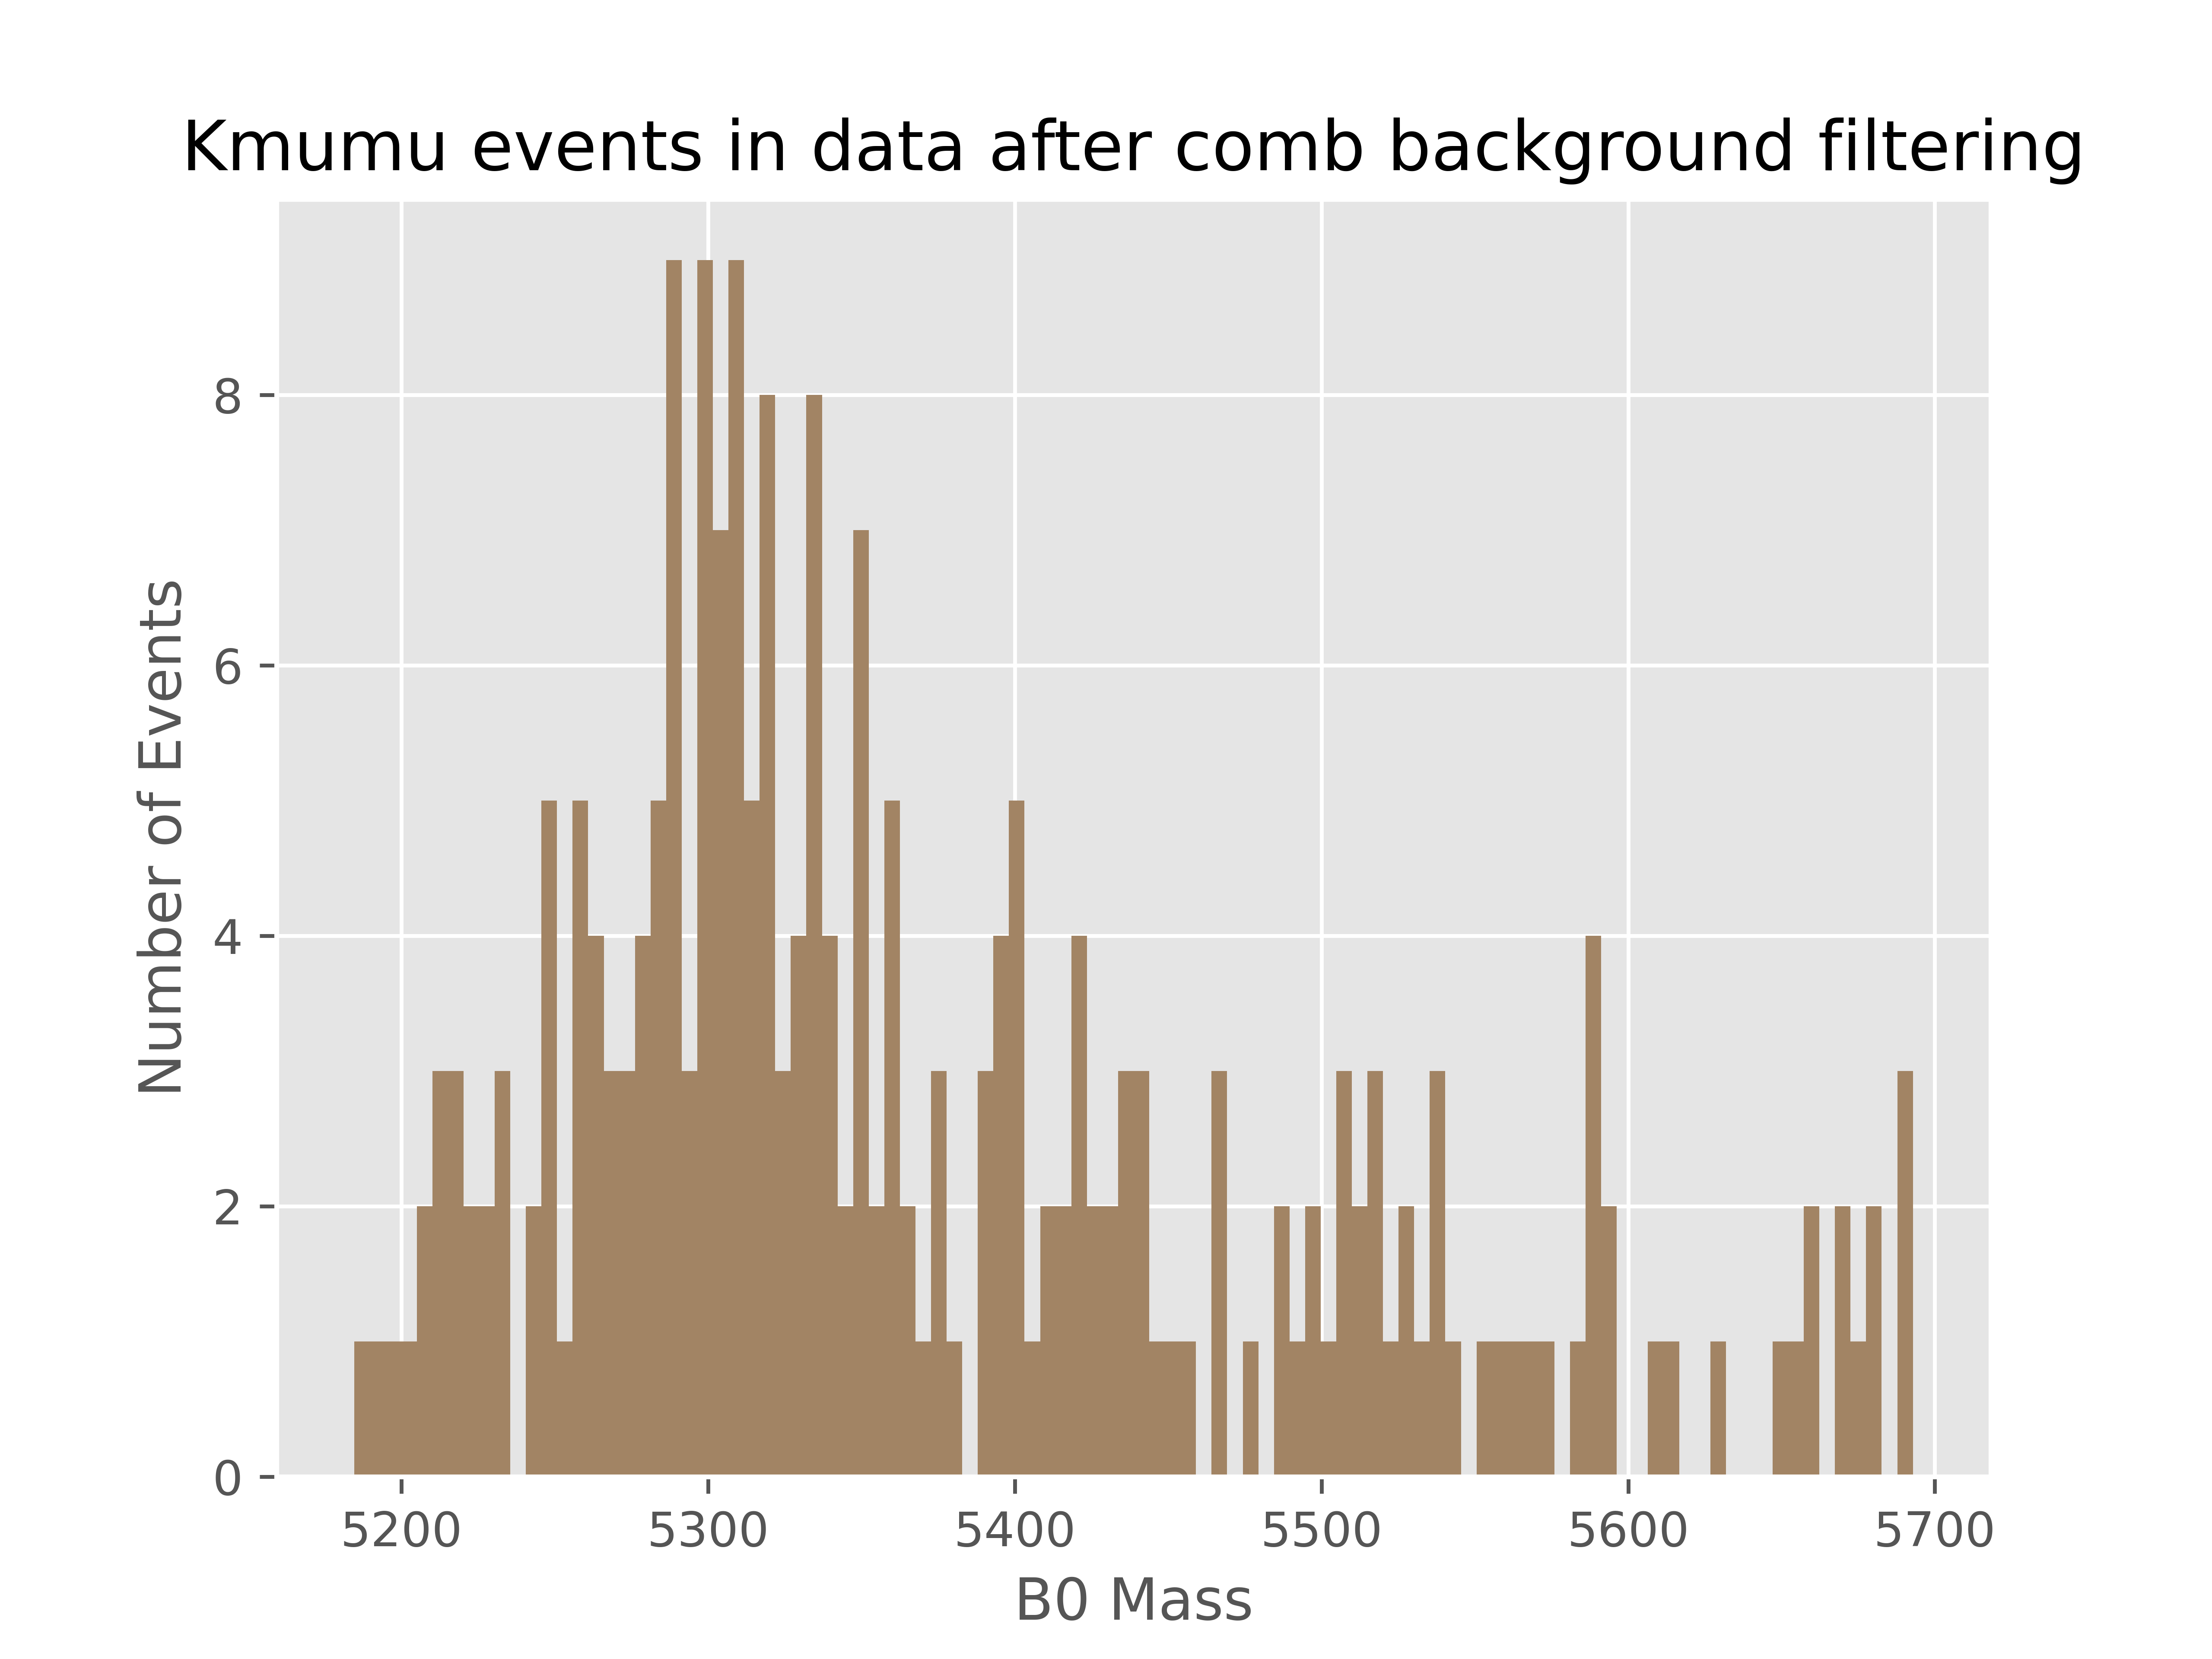 Kmumu events in data after comb background filtering
Number of Events
8
6
4
2
0
5200 5300 5400 5500 5600 5700
B0 Mass